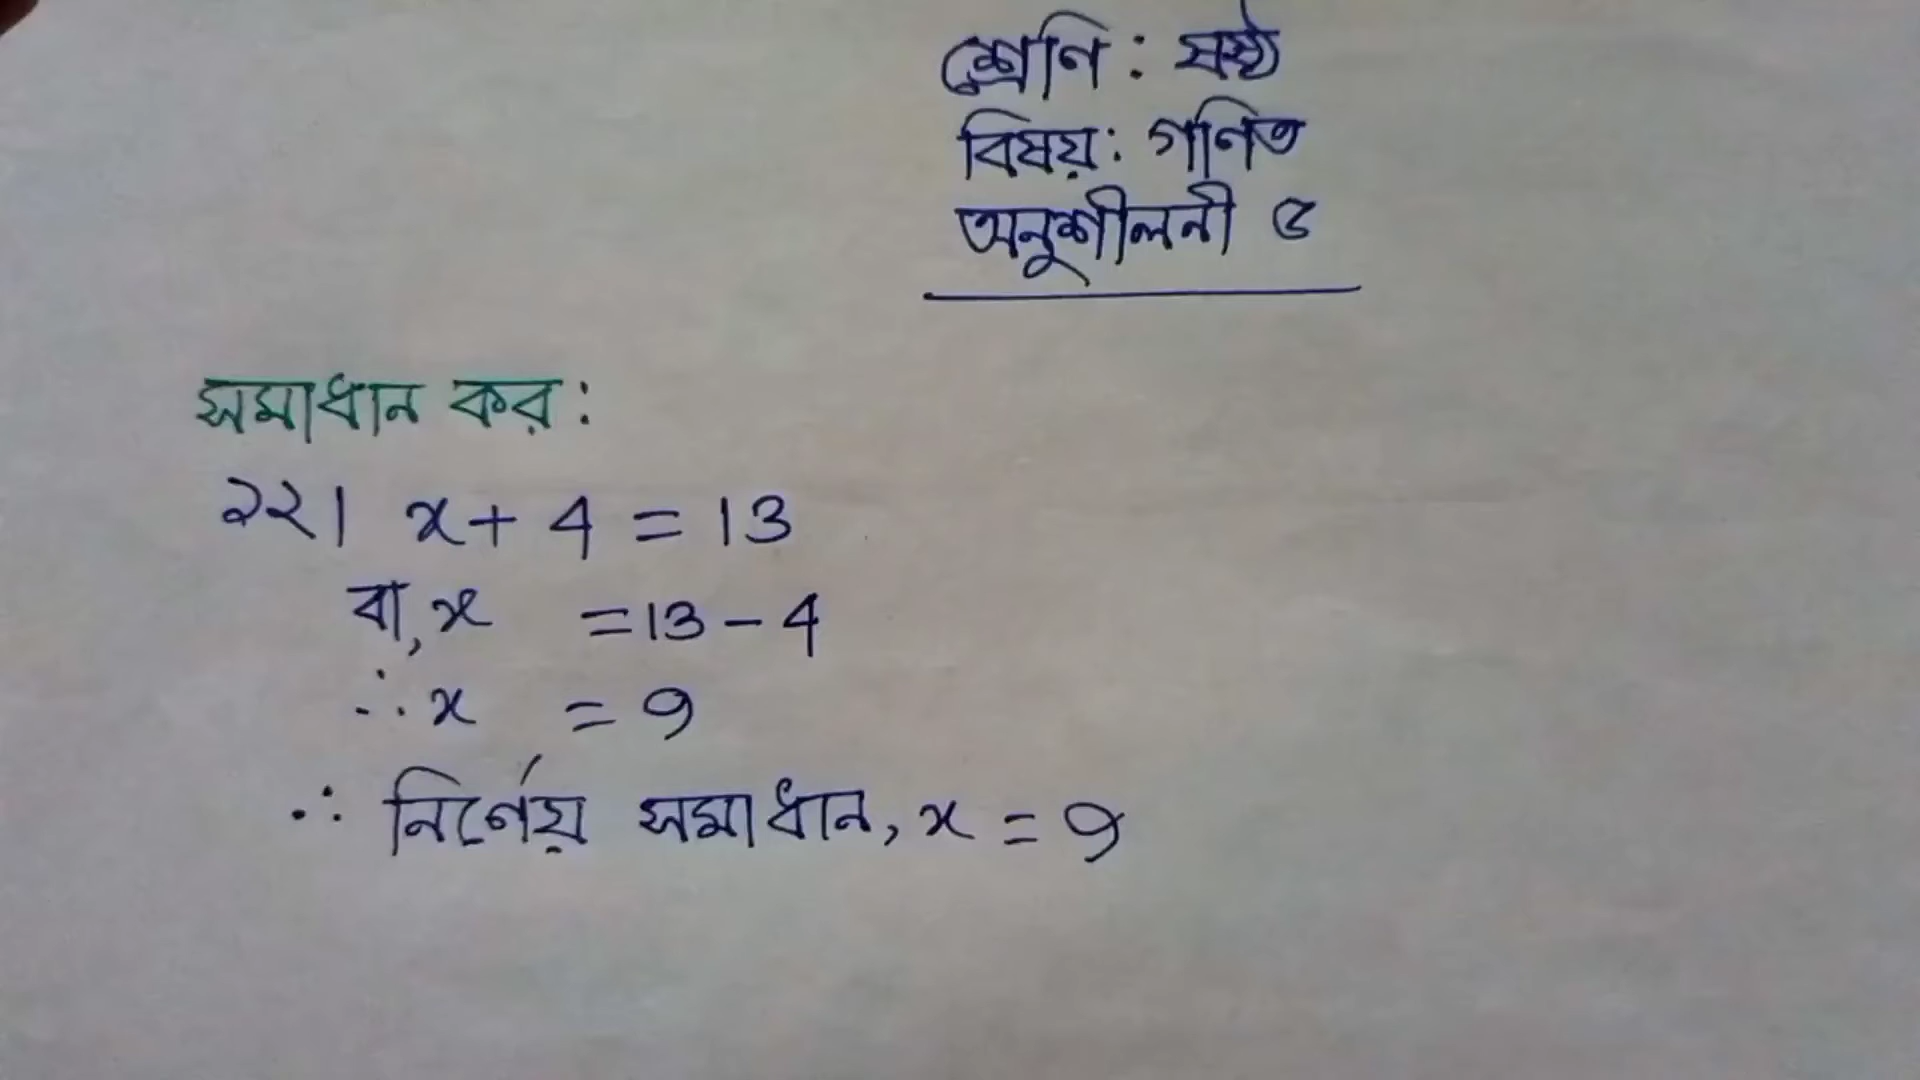 শ্রেণি : ষষ্ঠ
বিষয়: গণিত
অনুশীলনী ৫
সমাধান কর :
২২। x + 4 = 13
বা, x = 13 - 4
∴ x = 9
∴ নির্ণেয় সমাধান, x = 9